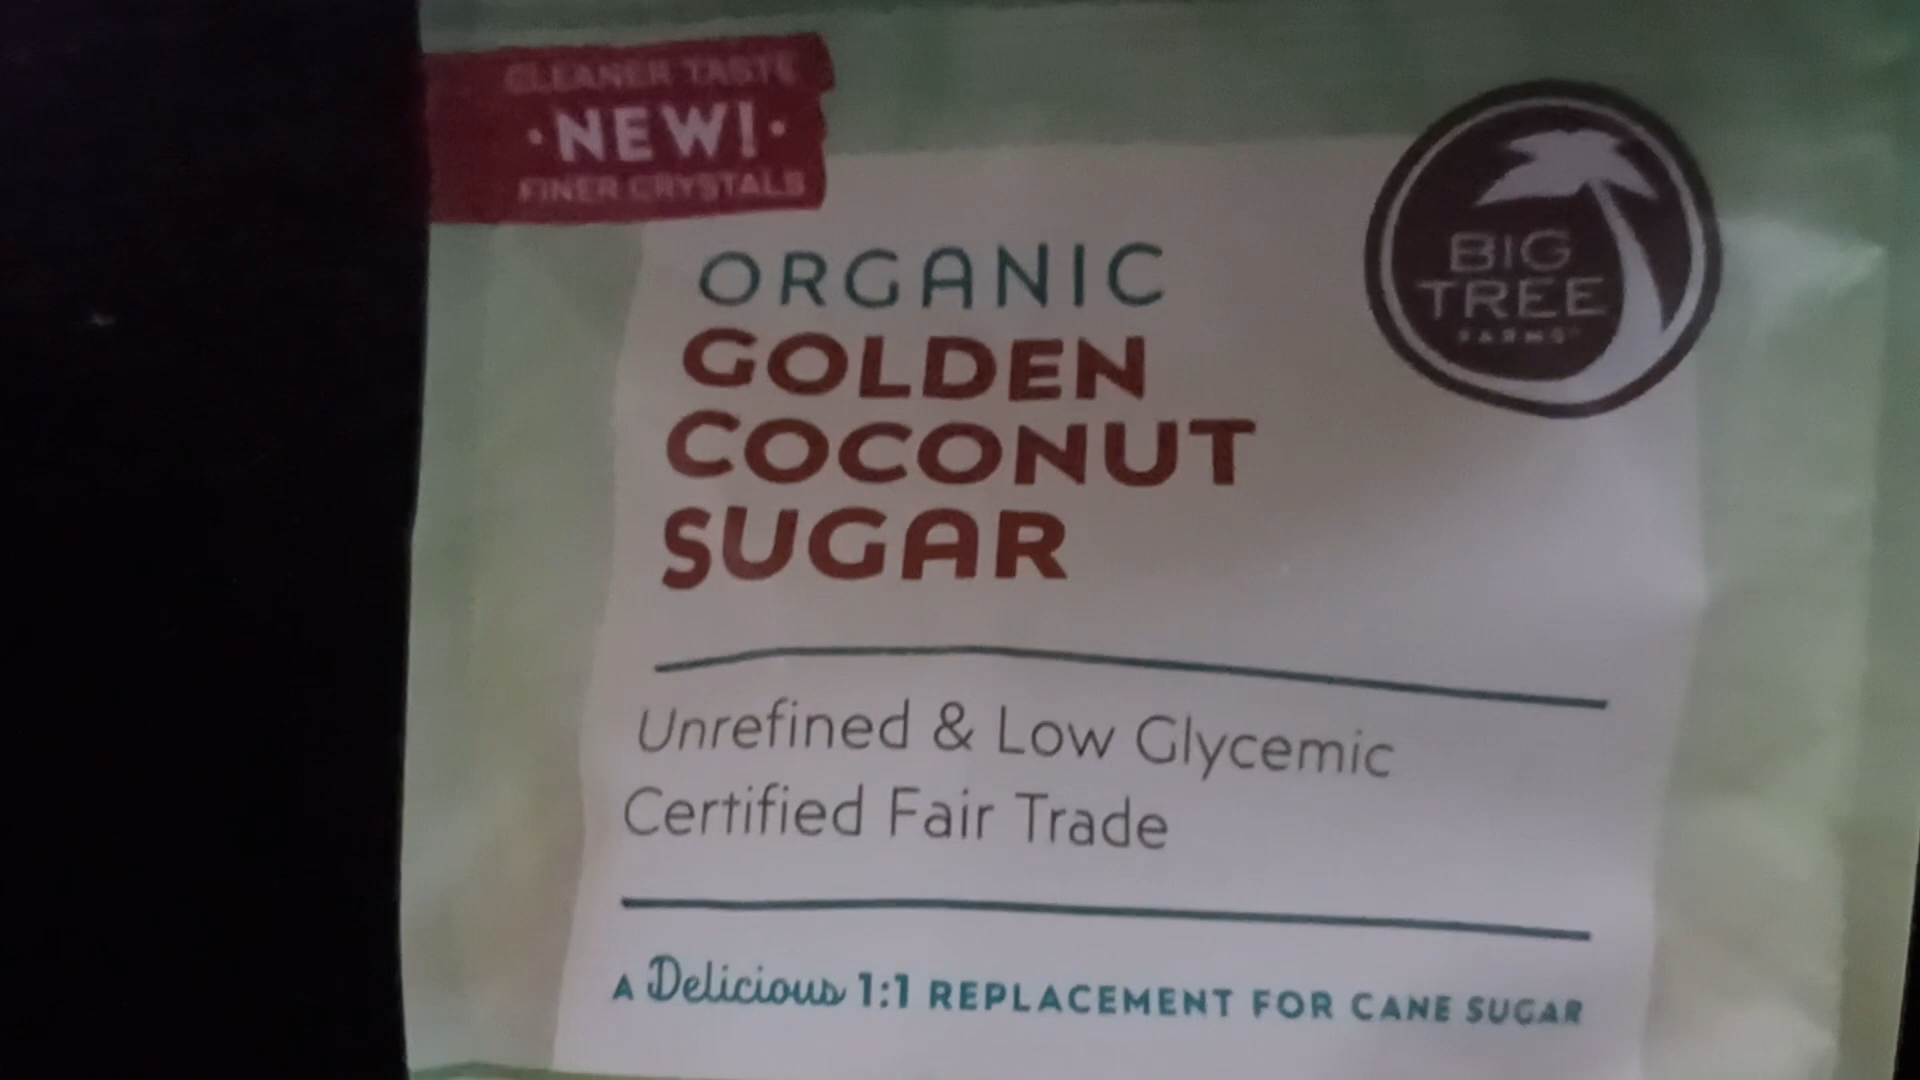 CLEANER TASTE
·NEW!·
FINER CRYSTALS
BIG
TREE
FARMS
ORGANIC
GOLDEN
COCONUT
SUGAR
Unrefined & Low Glycemic
Certified Fair Trade
A Delicious 1:1 REPLACEMENT FOR CANE SUGAR